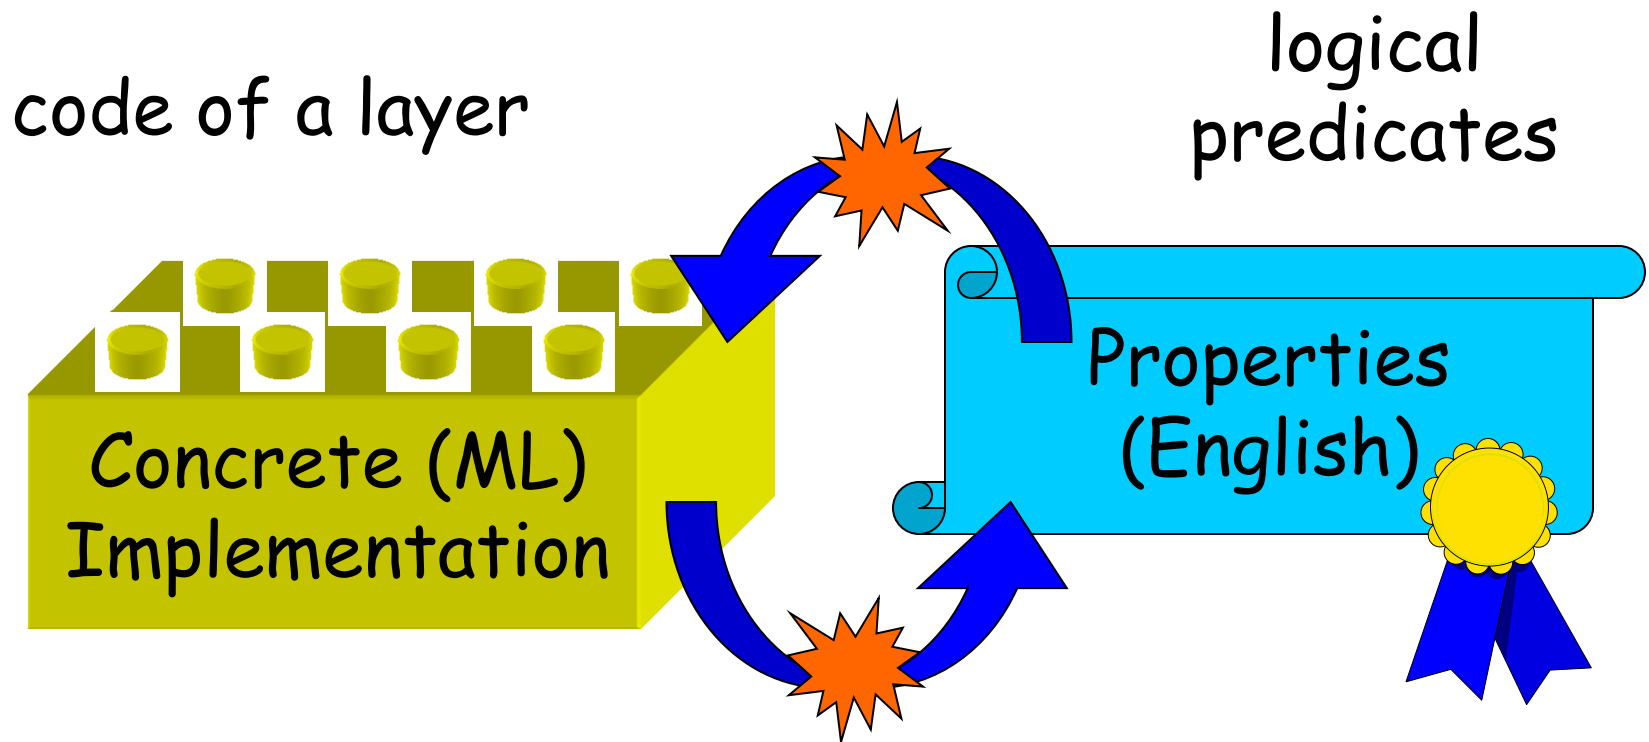 code of a layer
logical
predicates
Concrete (ML)
Implementation
Properties
(English)